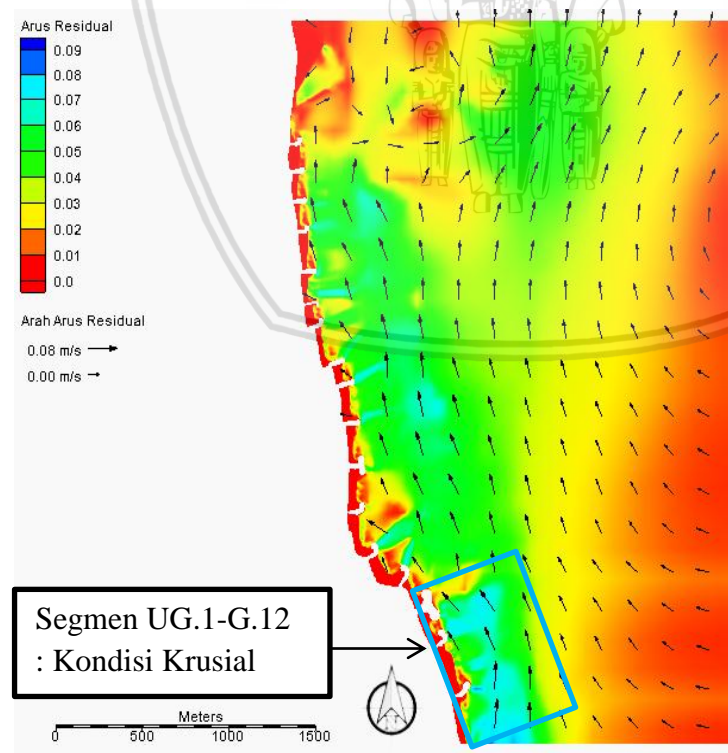 Arus Residual
0.09
0.08
0.07
0.06
0.05
0.04
0.03
0.02
0.01
0.0
Arah Arus Residual
0.08 m/s
0.00 m/s
Segmen UG.1-G.12
: Kondisi Krusial
Meters
0 500 1000 1500